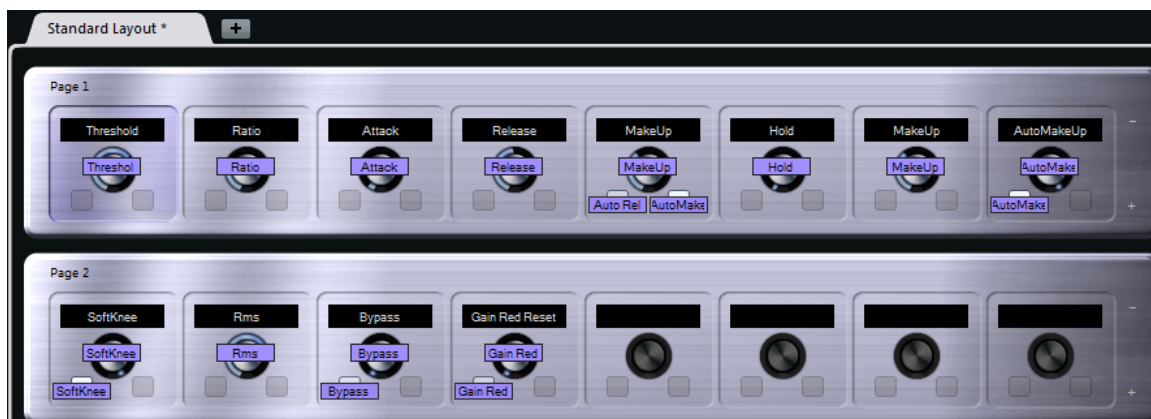 Standard Layout * +
Page 1
Threshold Ratio Attack Release MakeUp Hold MakeUp AutoMakeUp
Threshol Ratio Attack Release MakeUp Hold MakeUp AutoMake
Auto Rel AutoMake AutoMake
Page 2
SoftKnee Rms Bypass Gain Red Reset
SoftKnee Rms Bypass Gain Red
SoftKnee Bypass Gain Red